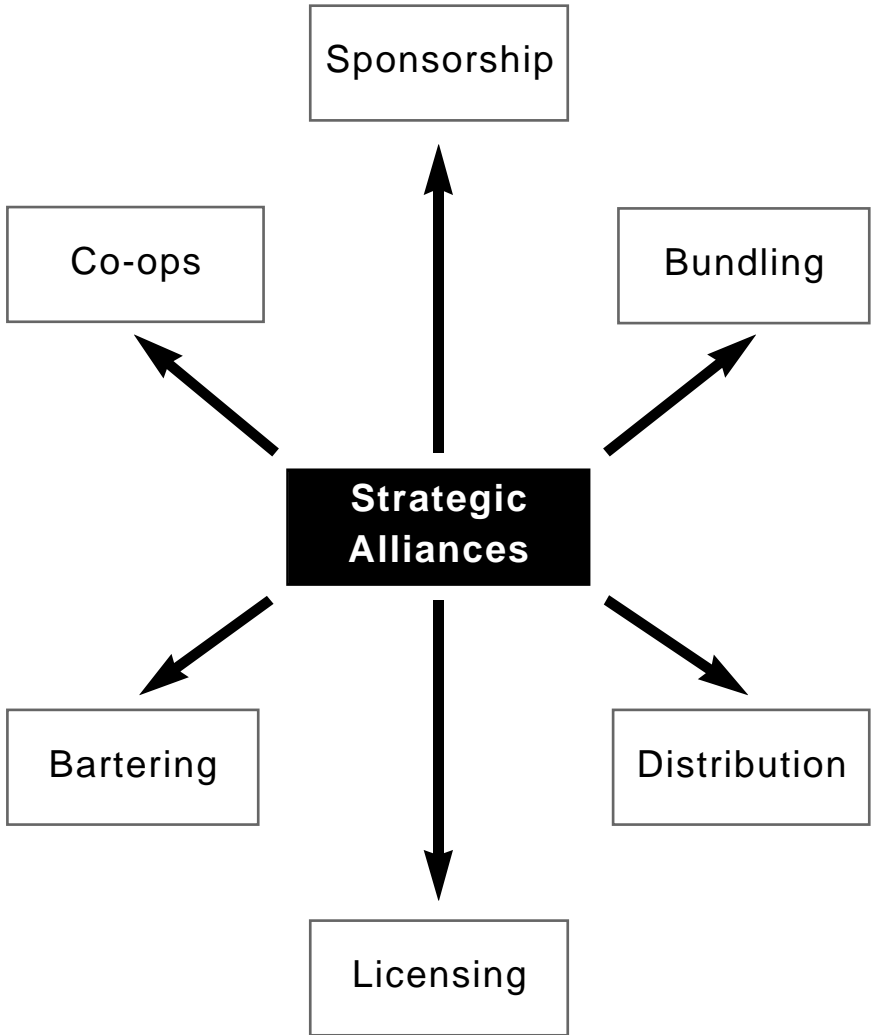 Sponsorship
Co-ops
Bundling
Strategic
Alliances
Bartering
Distribution
Licensing